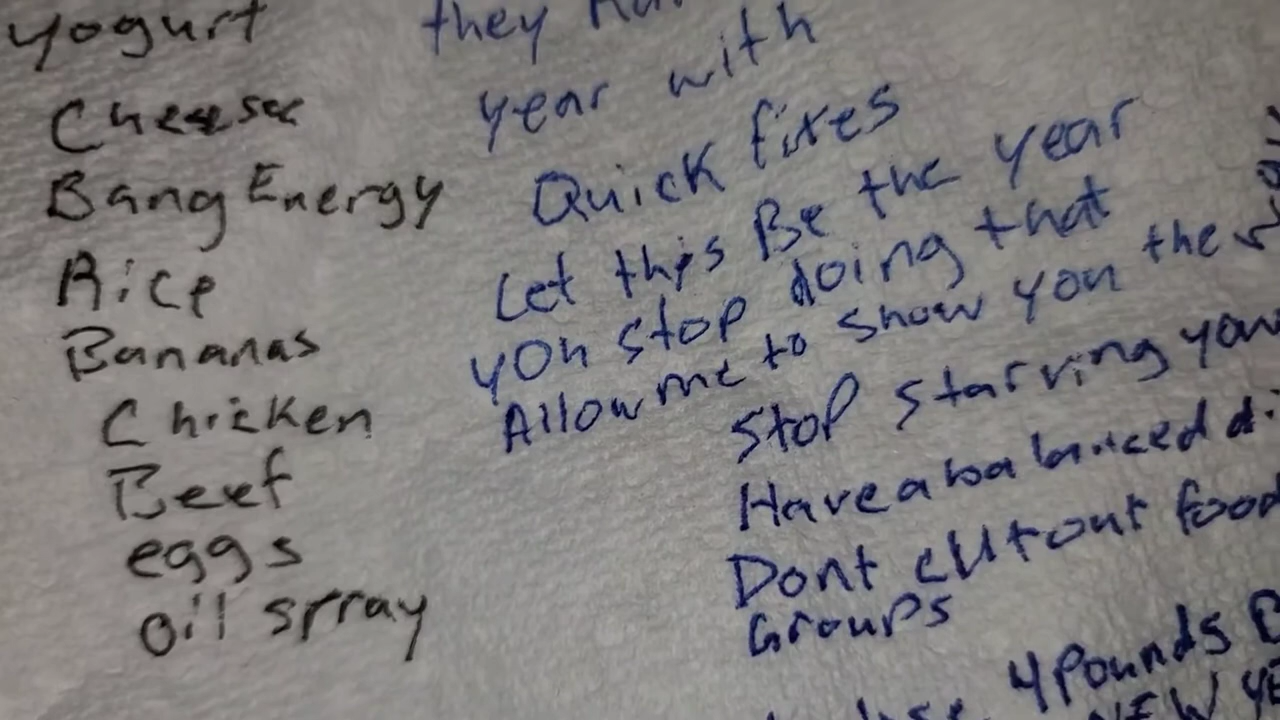 yogurt
Cheese
Bang Energy
Rice
Bananas
Chicken
Beef
eggs
oil spray
they
year with
Quick fixes
Let this Be the year
you stop doing that
Allow me to show you the
Stop starving
Have a balanced
Dont cut out food
Groups
4 Pounds
NEW